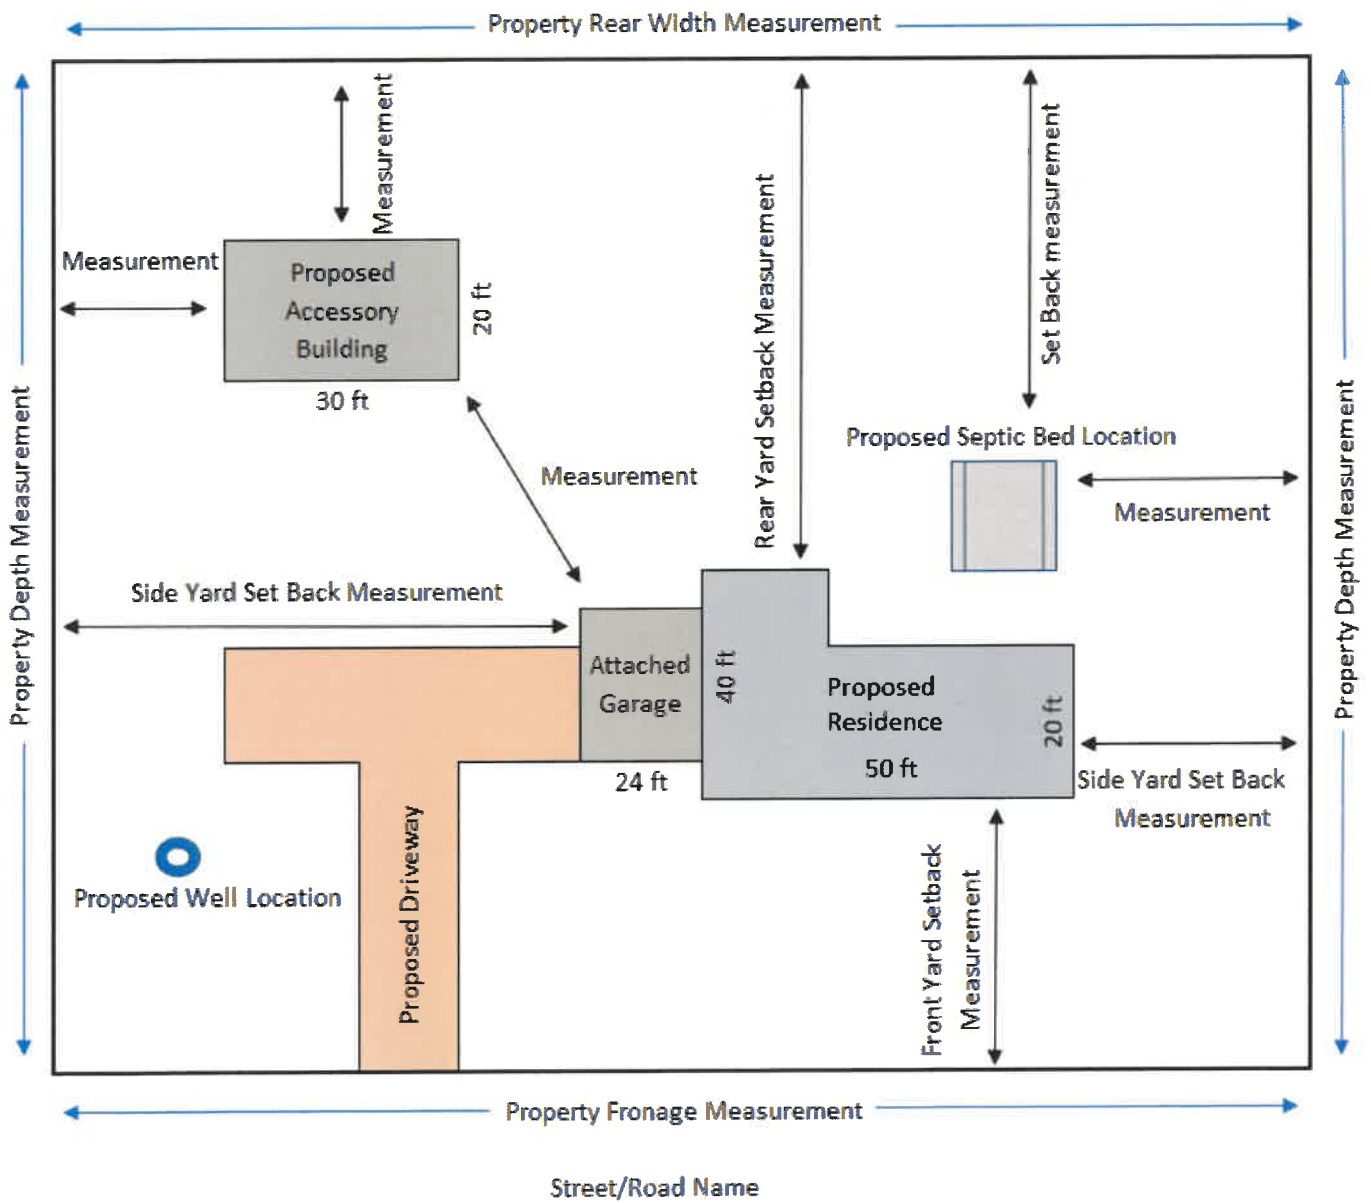 Property Rear Width Measurement
Measurement
Measurement
Proposed
Accessory
Building
20 ft
30 ft
Rear Yard Setback Measurement
Set Back measurement
Property Depth Measurement
Property Depth Measurement
Proposed Septic Bed Location
Measurement
Measurement
Side Yard Set Back Measurement
Attached
Garage
24 ft
40 ft
Proposed
Residence
50 ft
20 ft
Side Yard Set Back
Measurement
Proposed Well Location
Proposed Driveway
Front Yard Setback
Measurement
Property Fronage Measurement
Street/Road Name